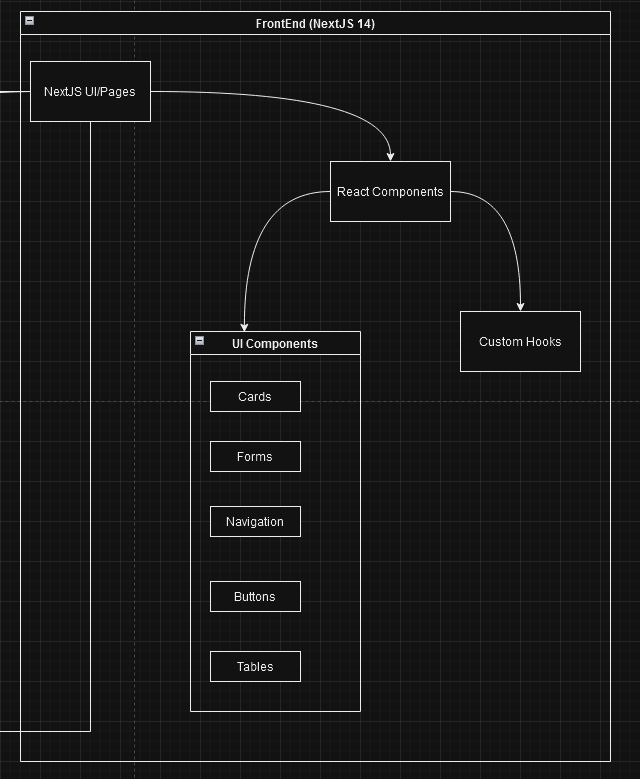 FrontEnd (NextJS 14)
NextJS UI/Pages
React Components
UI Components
Custom Hooks
Cards
Forms
Navigation
Buttons
Tables